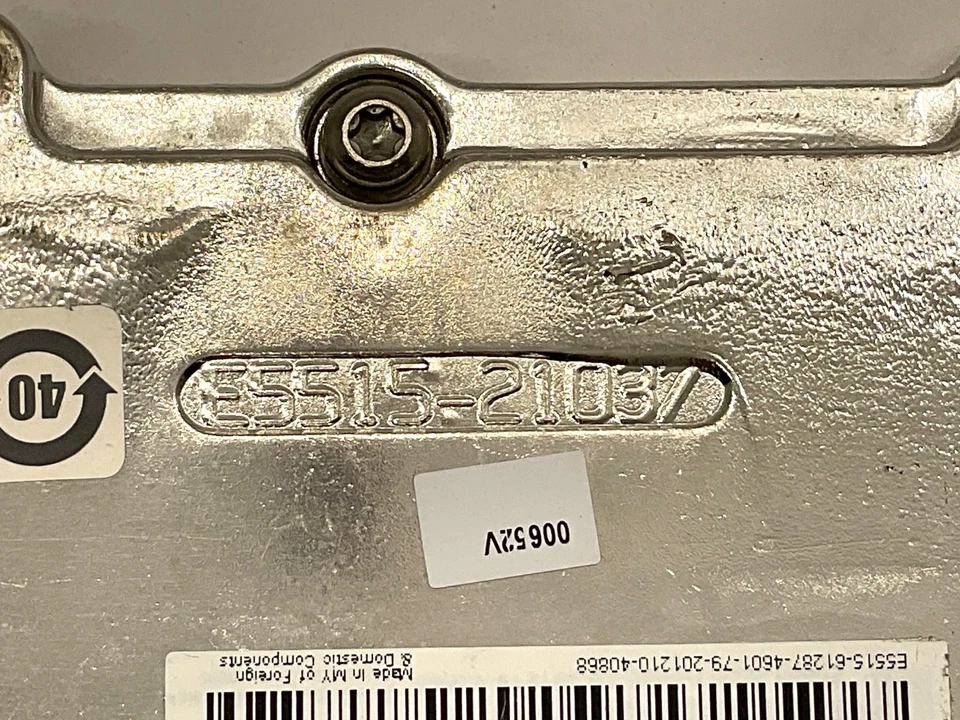 E5515-21037
40
00652V
E5515-61287-4601-79-201210-40868
Made In MY of Foreign
& Domestic Components